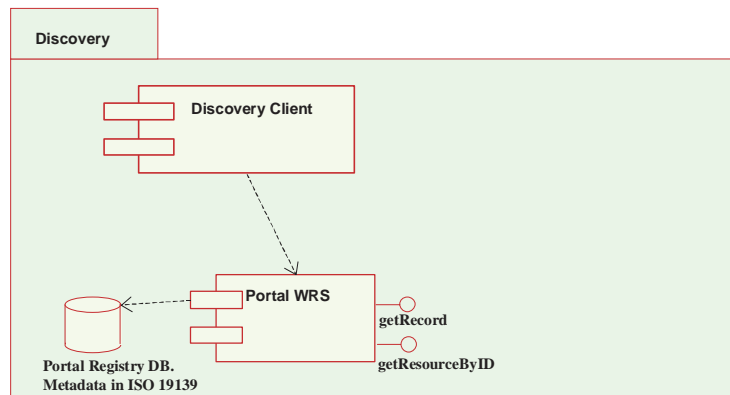 Discovery
Discovery Client
Portal WRS
getRecord
getResourceByID
Portal Registry DB.
Metadata in ISO 19139